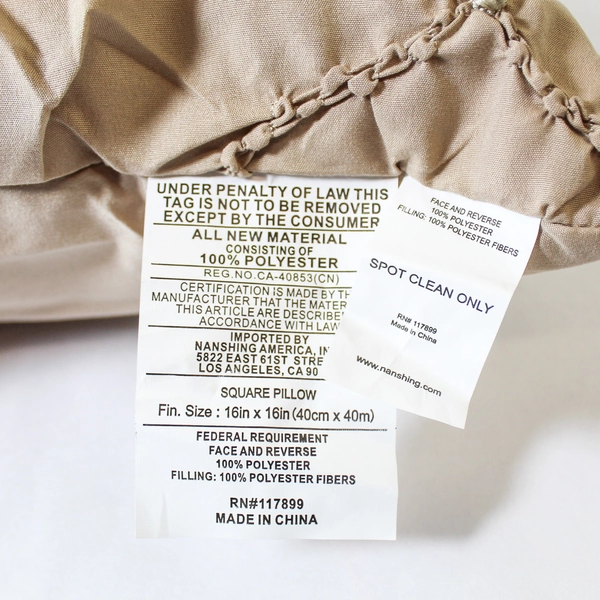 UNDER PENALTY OF LAW THIS
TAG IS NOT TO BE REMOVED
EXCEPT BY THE CONSUMER
ALL NEW MATERIAL
CONSISTING OF
100% POLYESTER
REG.NO.CA-40853(CN)
CERTIFICATION IS MADE BY
MANUFACTURER THAT THE
THIS ARTICLE ARE
ACCORDANCE WITH LAW
IMPORTED BY
NANSHING AMERICA,
5822 EAST 61ST
LOS ANGELES, CA 90
SQUARE PILLOW
Fin. Size : 16in x 16in (40cm x 40m)
FEDERAL REQUIREMENT
FACE AND REVERSE
100% POLYESTER
FILLING: 100% POLYESTER FIBERS
RN#117899
MADE IN CHINA
FACE AND REVERSE
100% POLYESTER
FILLING: 100% POLYESTER FIBERS
SPOT CLEAN ONLY
RN# 117899
Made in China
www.nanshing.com